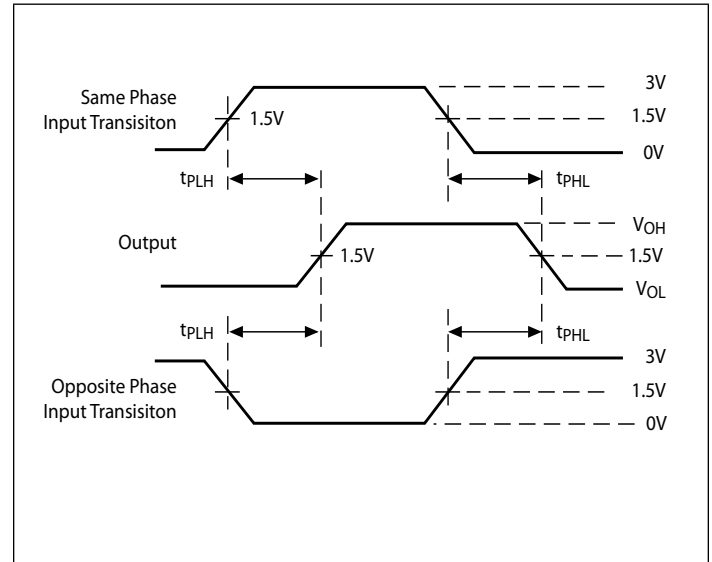 Same Phase
Input Transisiton
1.5V
3V
1.5V
0V
tPLH
tPHL
Output
1.5V
VOH
1.5V
VOL
tPLH
tPHL
Opposite Phase
Input Transisiton
3V
1.5V
0V